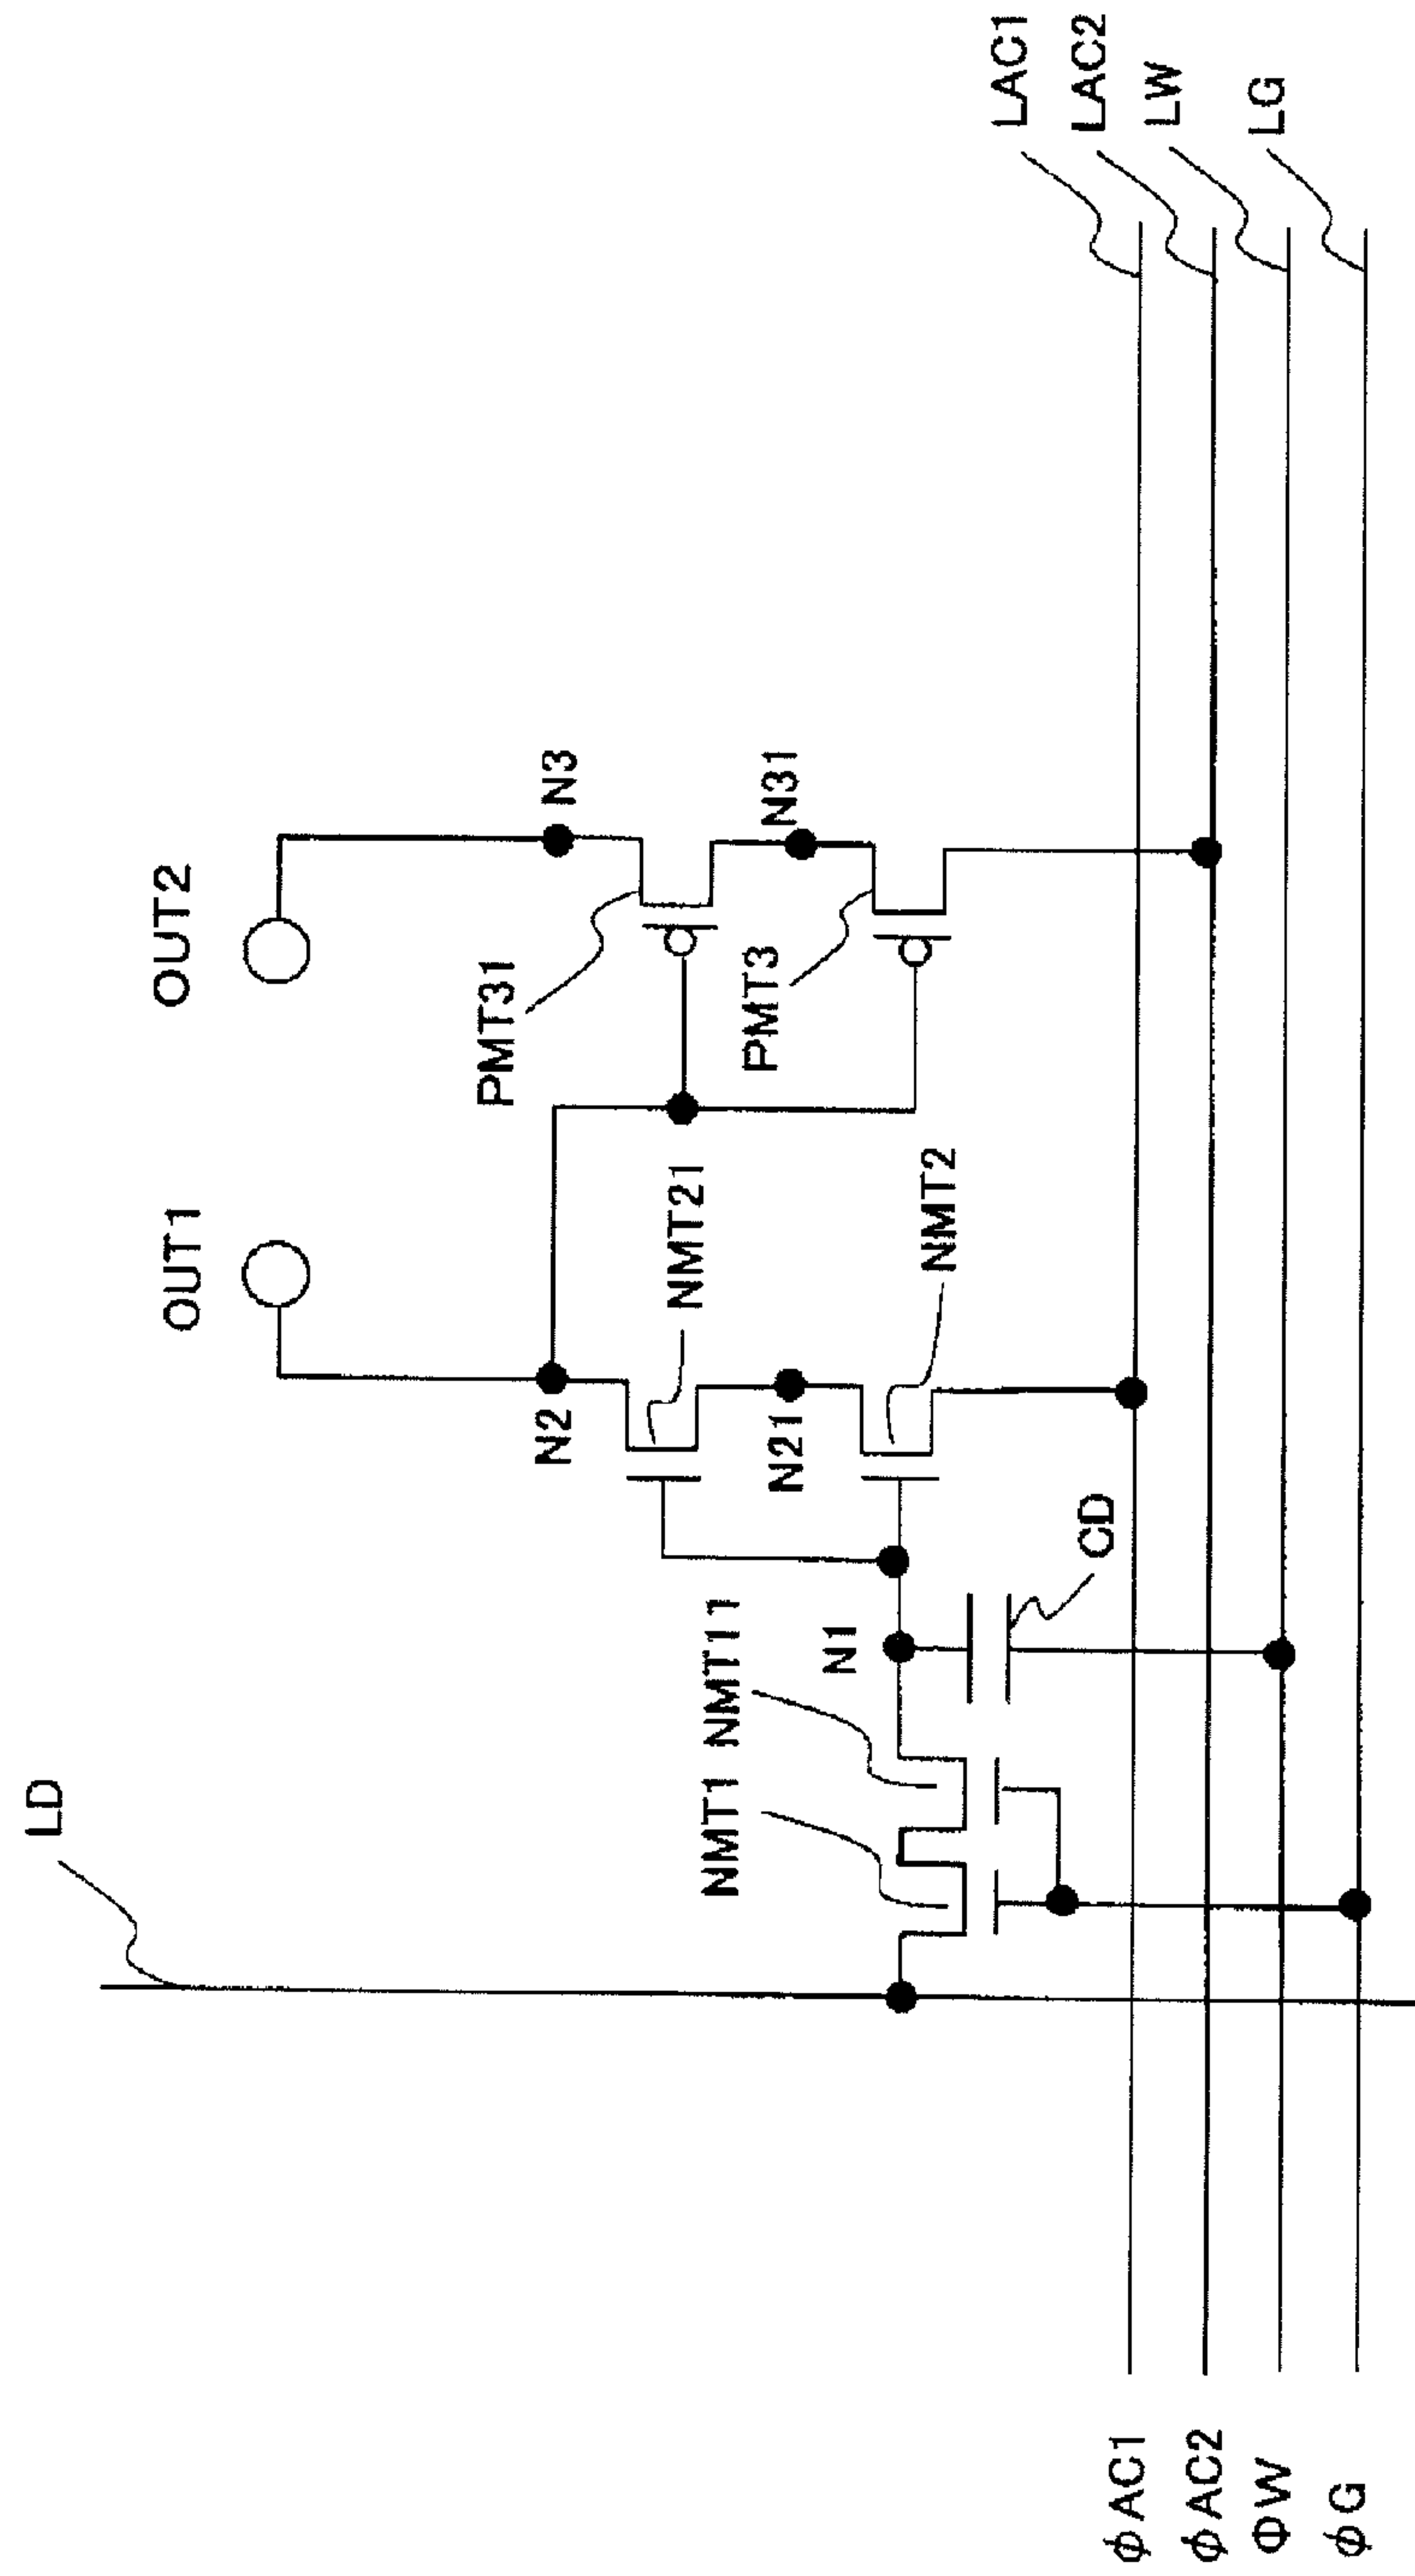 LD
OUT1
OUT2
N2
NMT21
N3
PMT31
N21
N31
NMT1 NMT11
N1
NMT2
PMT3
CD
φAC1
LAC1
φAC2
LAC2
ΦW
LW
φG
LG